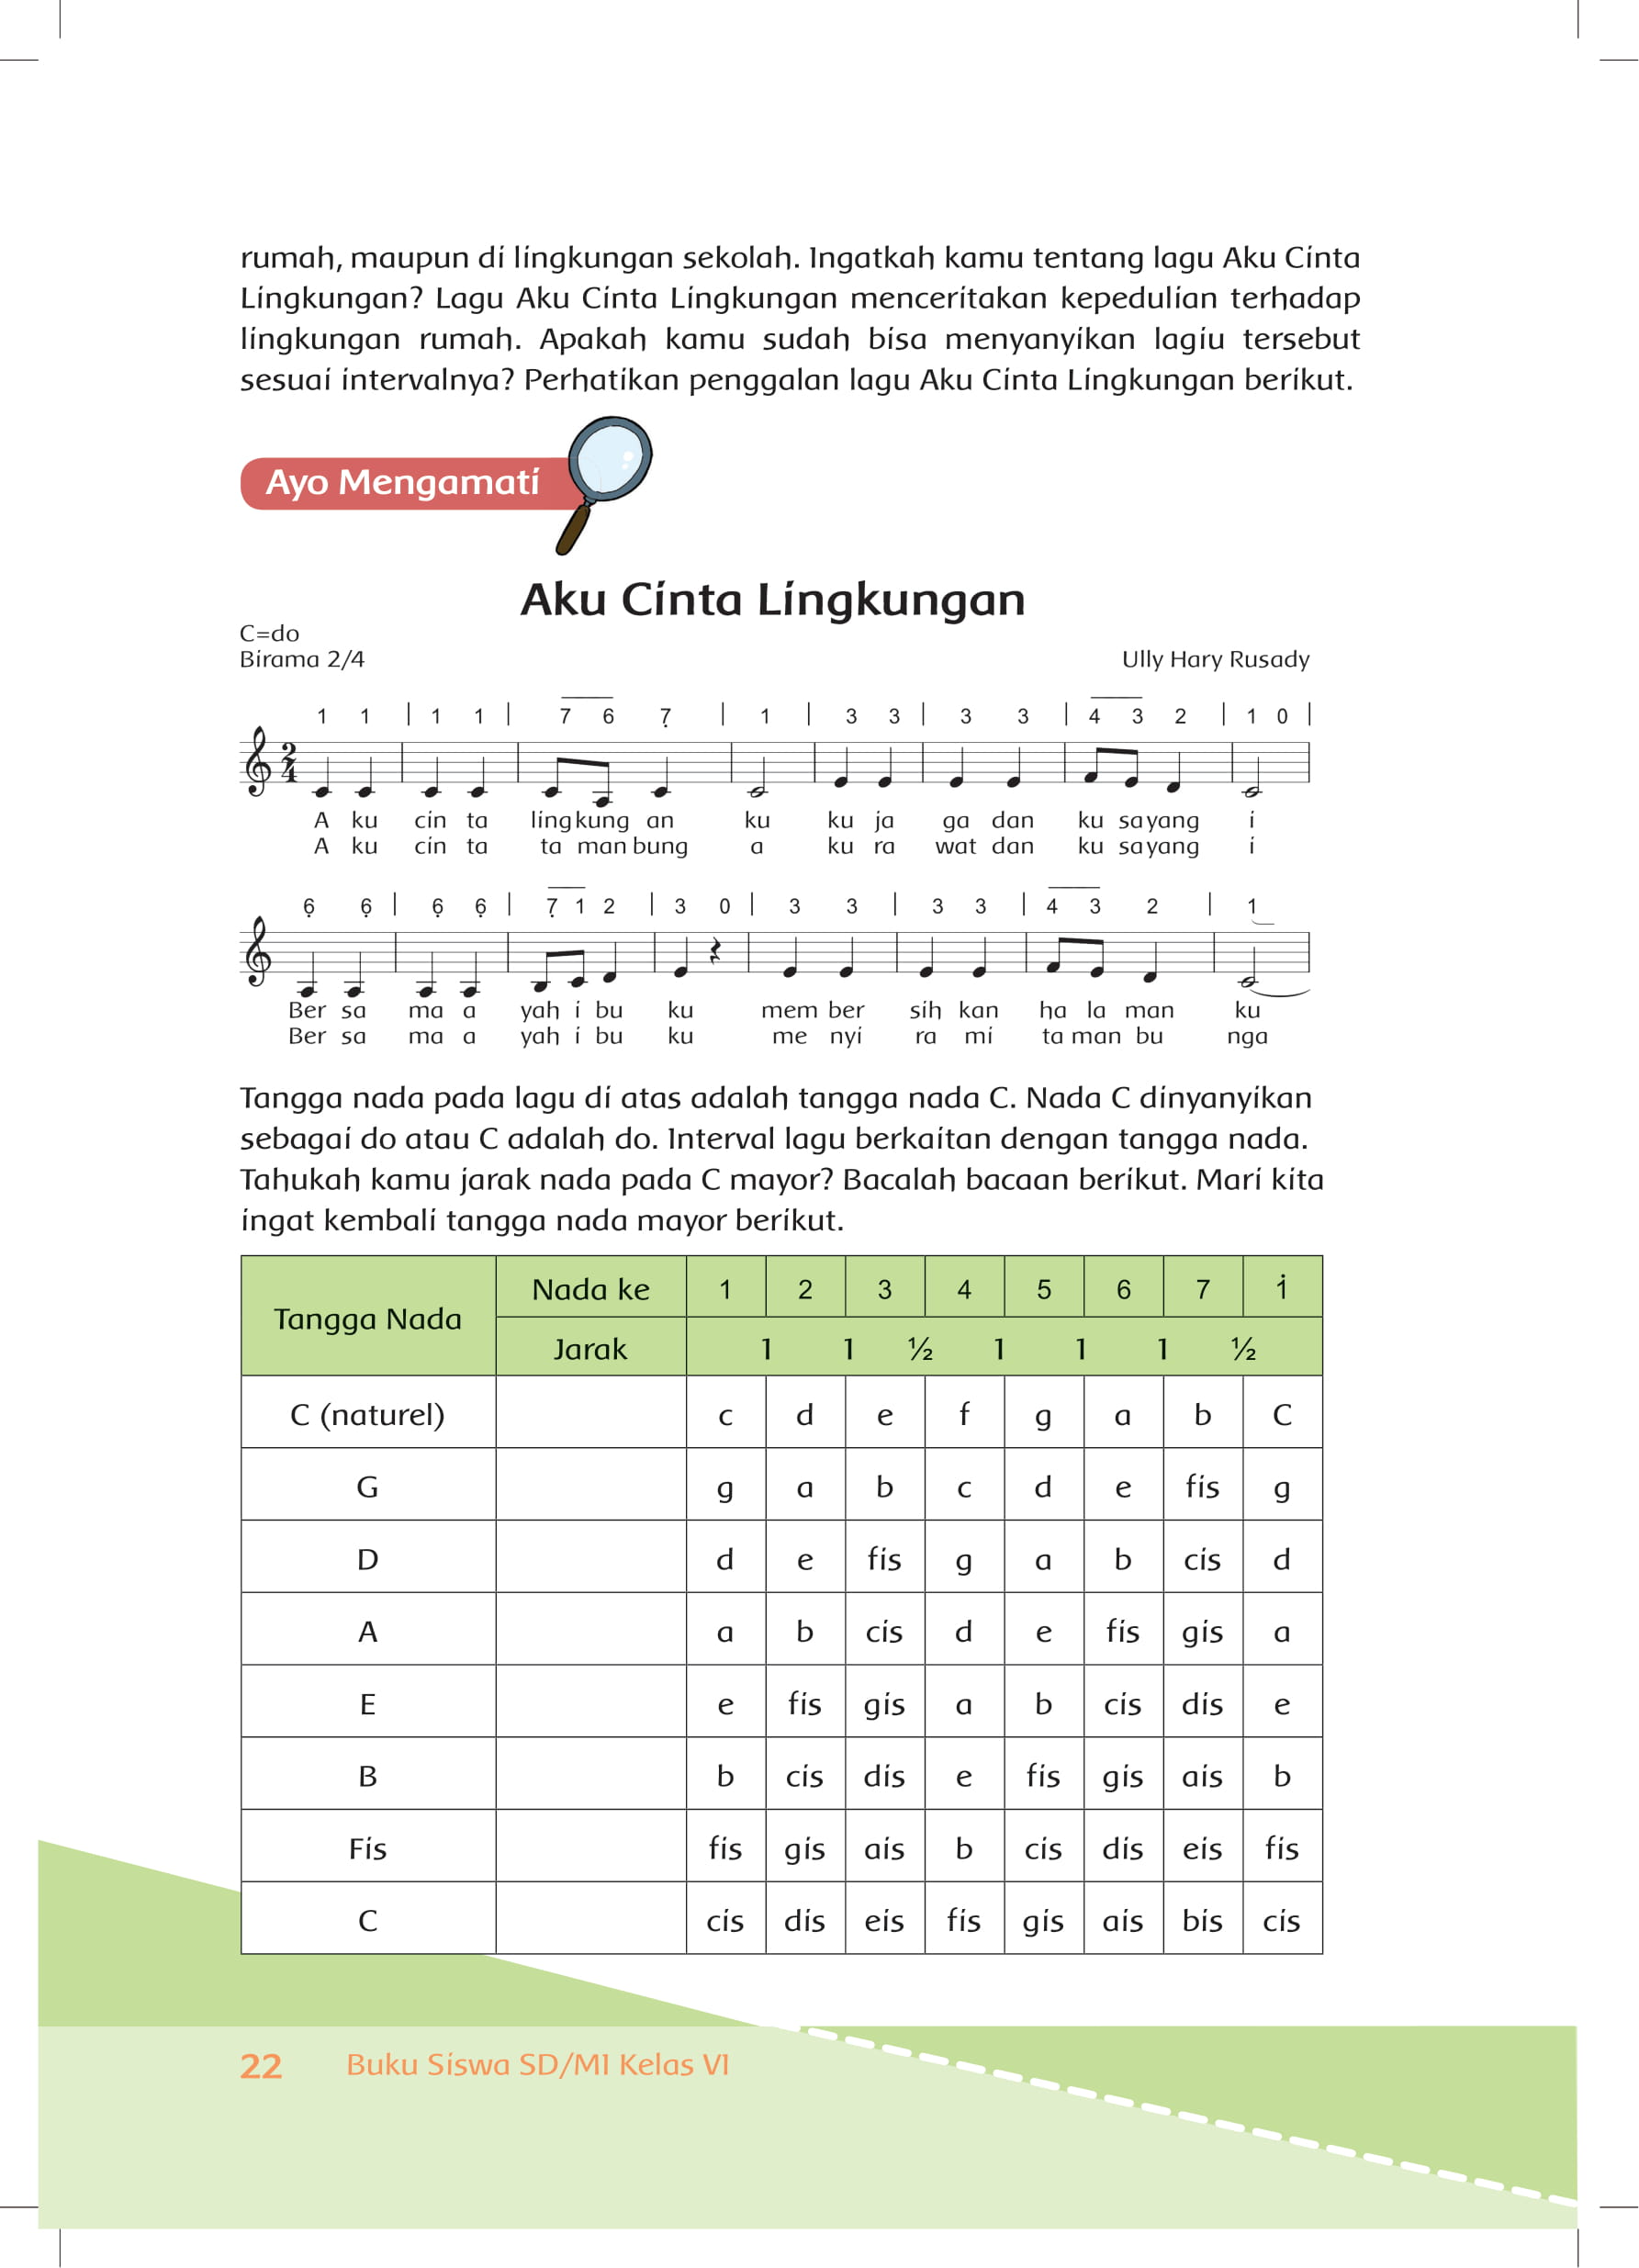 rumah, maupun di lingkungan sekolah. Ingatkah kamu tentang lagu Aku Cinta
Lingkungan? Lagu Aku Cinta Lingkungan menceritakan kepedulian terhadap
lingkungan rumah. Apakah kamu sudah bisa menyanyikan lagiu tersebut
sesuai intervalnya? Perhatikan penggalan lagu Aku Cinta Lingkungan berikut.
Ayo Mengamati
Aku Cinta Lingkungan
C=do
Birama 2/4 Ully Hary Rusady
1 1 | 1 1 | 7 6 7̣ | 1 | 3 3 | 3 3 | 4 3 2 | 1 0 |
2
4
A ku cin ta ling kung an ku ku ja ga dan ku sa yang i
A ku cin ta ta man bung a ku ra wat dan ku sa yang i
6̣ 6̣ | 6̣ 6̣ | 7̣ 1 2 | 3 0 | 3 3 | 3 3 | 4 3 2 | 1
Ber sa ma a yah i bu ku mem ber sih kan ha la man ku
Ber sa ma a yah i bu ku me nyi ra mi ta man bu nga
Tangga nada pada lagu di atas adalah tangga nada C. Nada C dinyanyikan
sebagai do atau C adalah do. Interval lagu berkaitan dengan tangga nada.
Tahukah kamu jarak nada pada C mayor? Bacalah bacaan berikut. Mari kita
ingat kembali tangga nada mayor berikut.
Tangga Nada
Nada ke 1 2 3 4 5 6 7 1̇
Jarak 1 1 ½ 1 1 1 ½
C (naturel) c d e f g a b C
G g a b c d e fis g
D d e fis g a b cis d
A a b cis d e fis gis a
E e fis gis a b cis dis e
B b cis dis e fis gis ais b
Fis fis gis ais b cis dis eis fis
C cis dis eis fis gis ais bis cis
22 Buku Siswa SD/MI Kelas VI